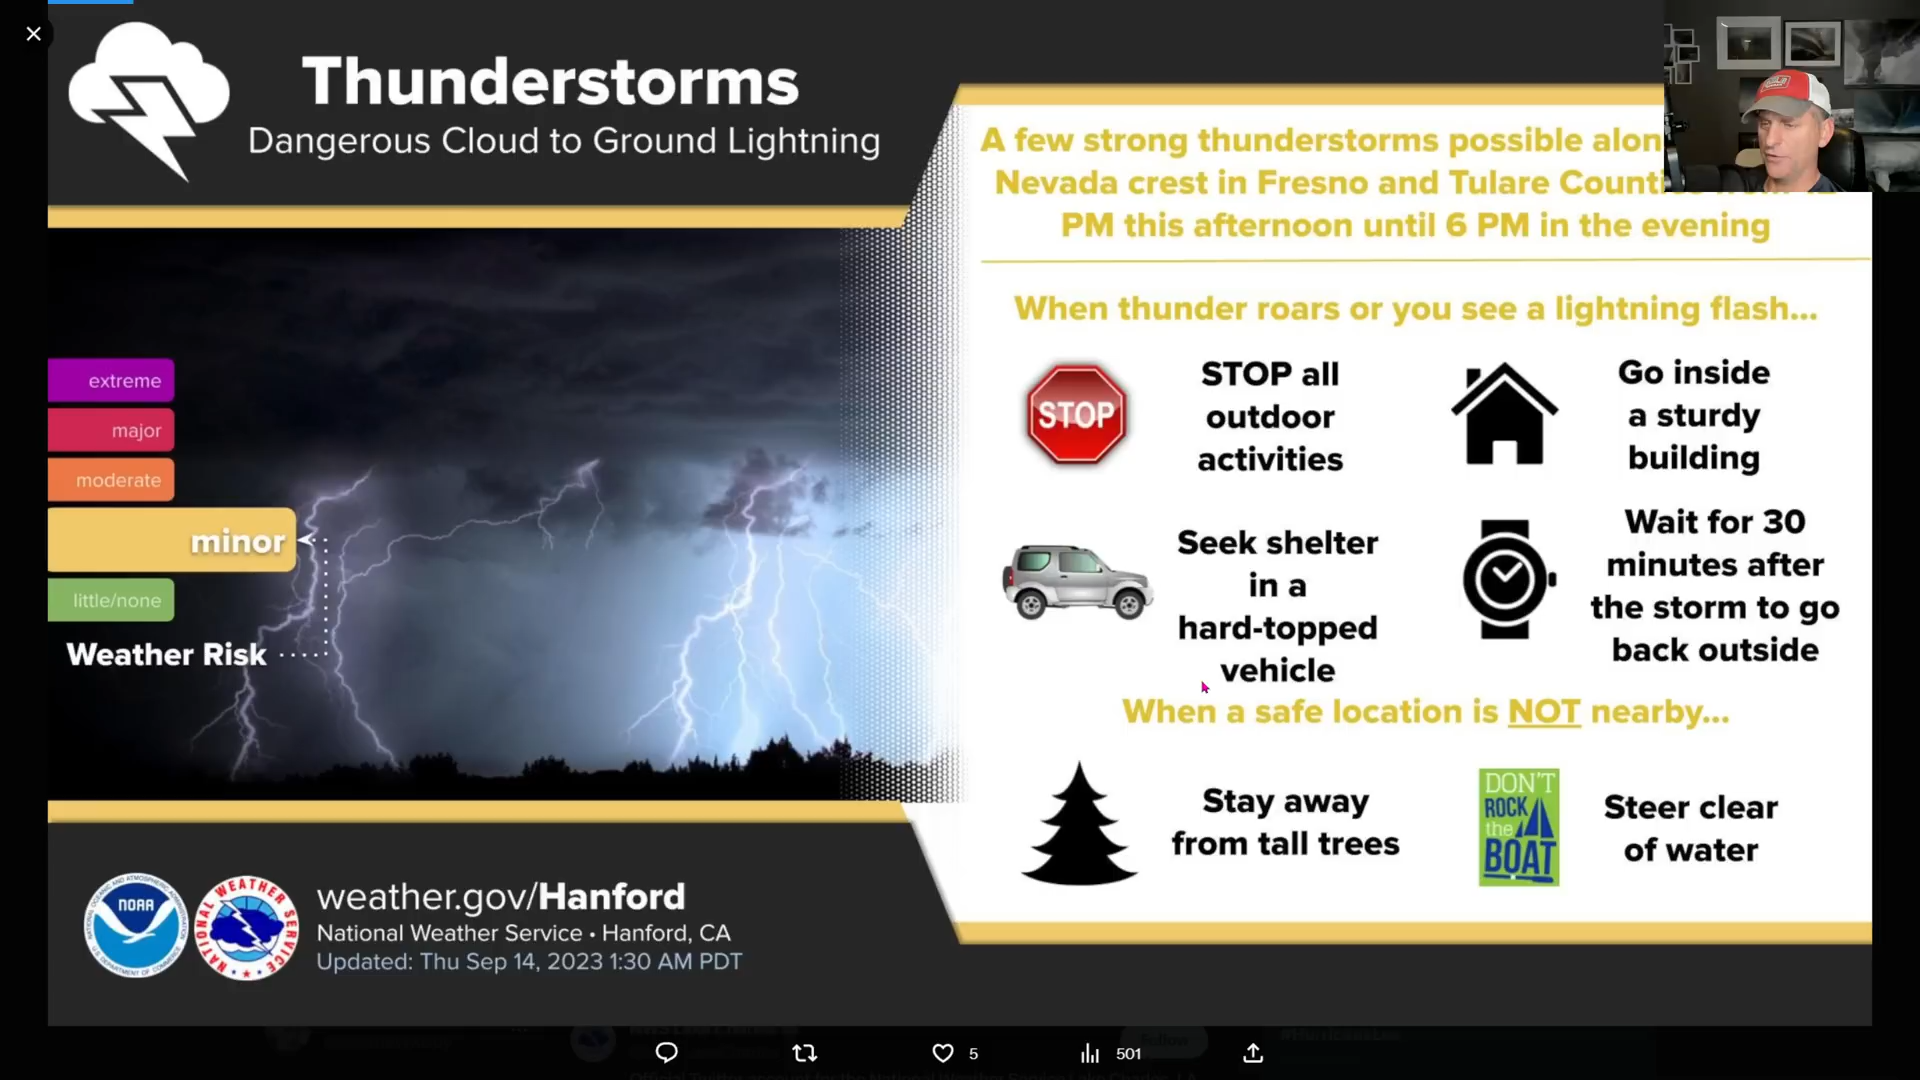 Thunderstorms
Dangerous Cloud to Ground Lightning
A few strong thunderstorms possible
Nevada crest in Fresno and Tulare
PM this afternoon until 6 PM in the evening
When thunder roars or you see a lightning flash...
STOP
STOP all
outdoor
activities
Go inside
a sturdy
building
Seek shelter
in a
hard-topped
vehicle
Wait for 30
minutes after
the storm to go
back outside
When a safe location is NOT nearby...
Stay away
from tall trees
DON'T
ROCK
the
BOAT
Steer clear
of water
extreme
major
moderate
minor
little/none
Weather Risk
NOAA
NATIONAL WEATHER SERVICE
weather.gov/Hanford
National Weather Service • Hanford, CA
Updated: Thu Sep 14, 2023 1:30 AM PDT
5
501